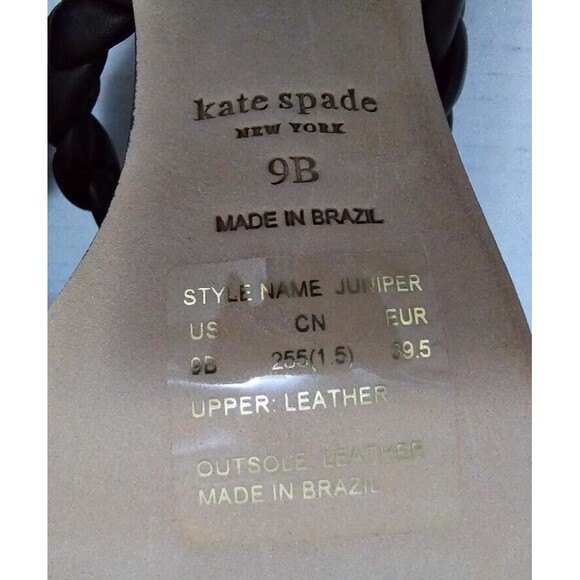 kate spade
NEW YORK
9B
MADE IN BRAZIL
STYLE NAME JUNIPER
US CN EUR
9B 255(1.5) 39.5
UPPER: LEATHER
OUTSOLE LEATHER
MADE IN BRAZIL